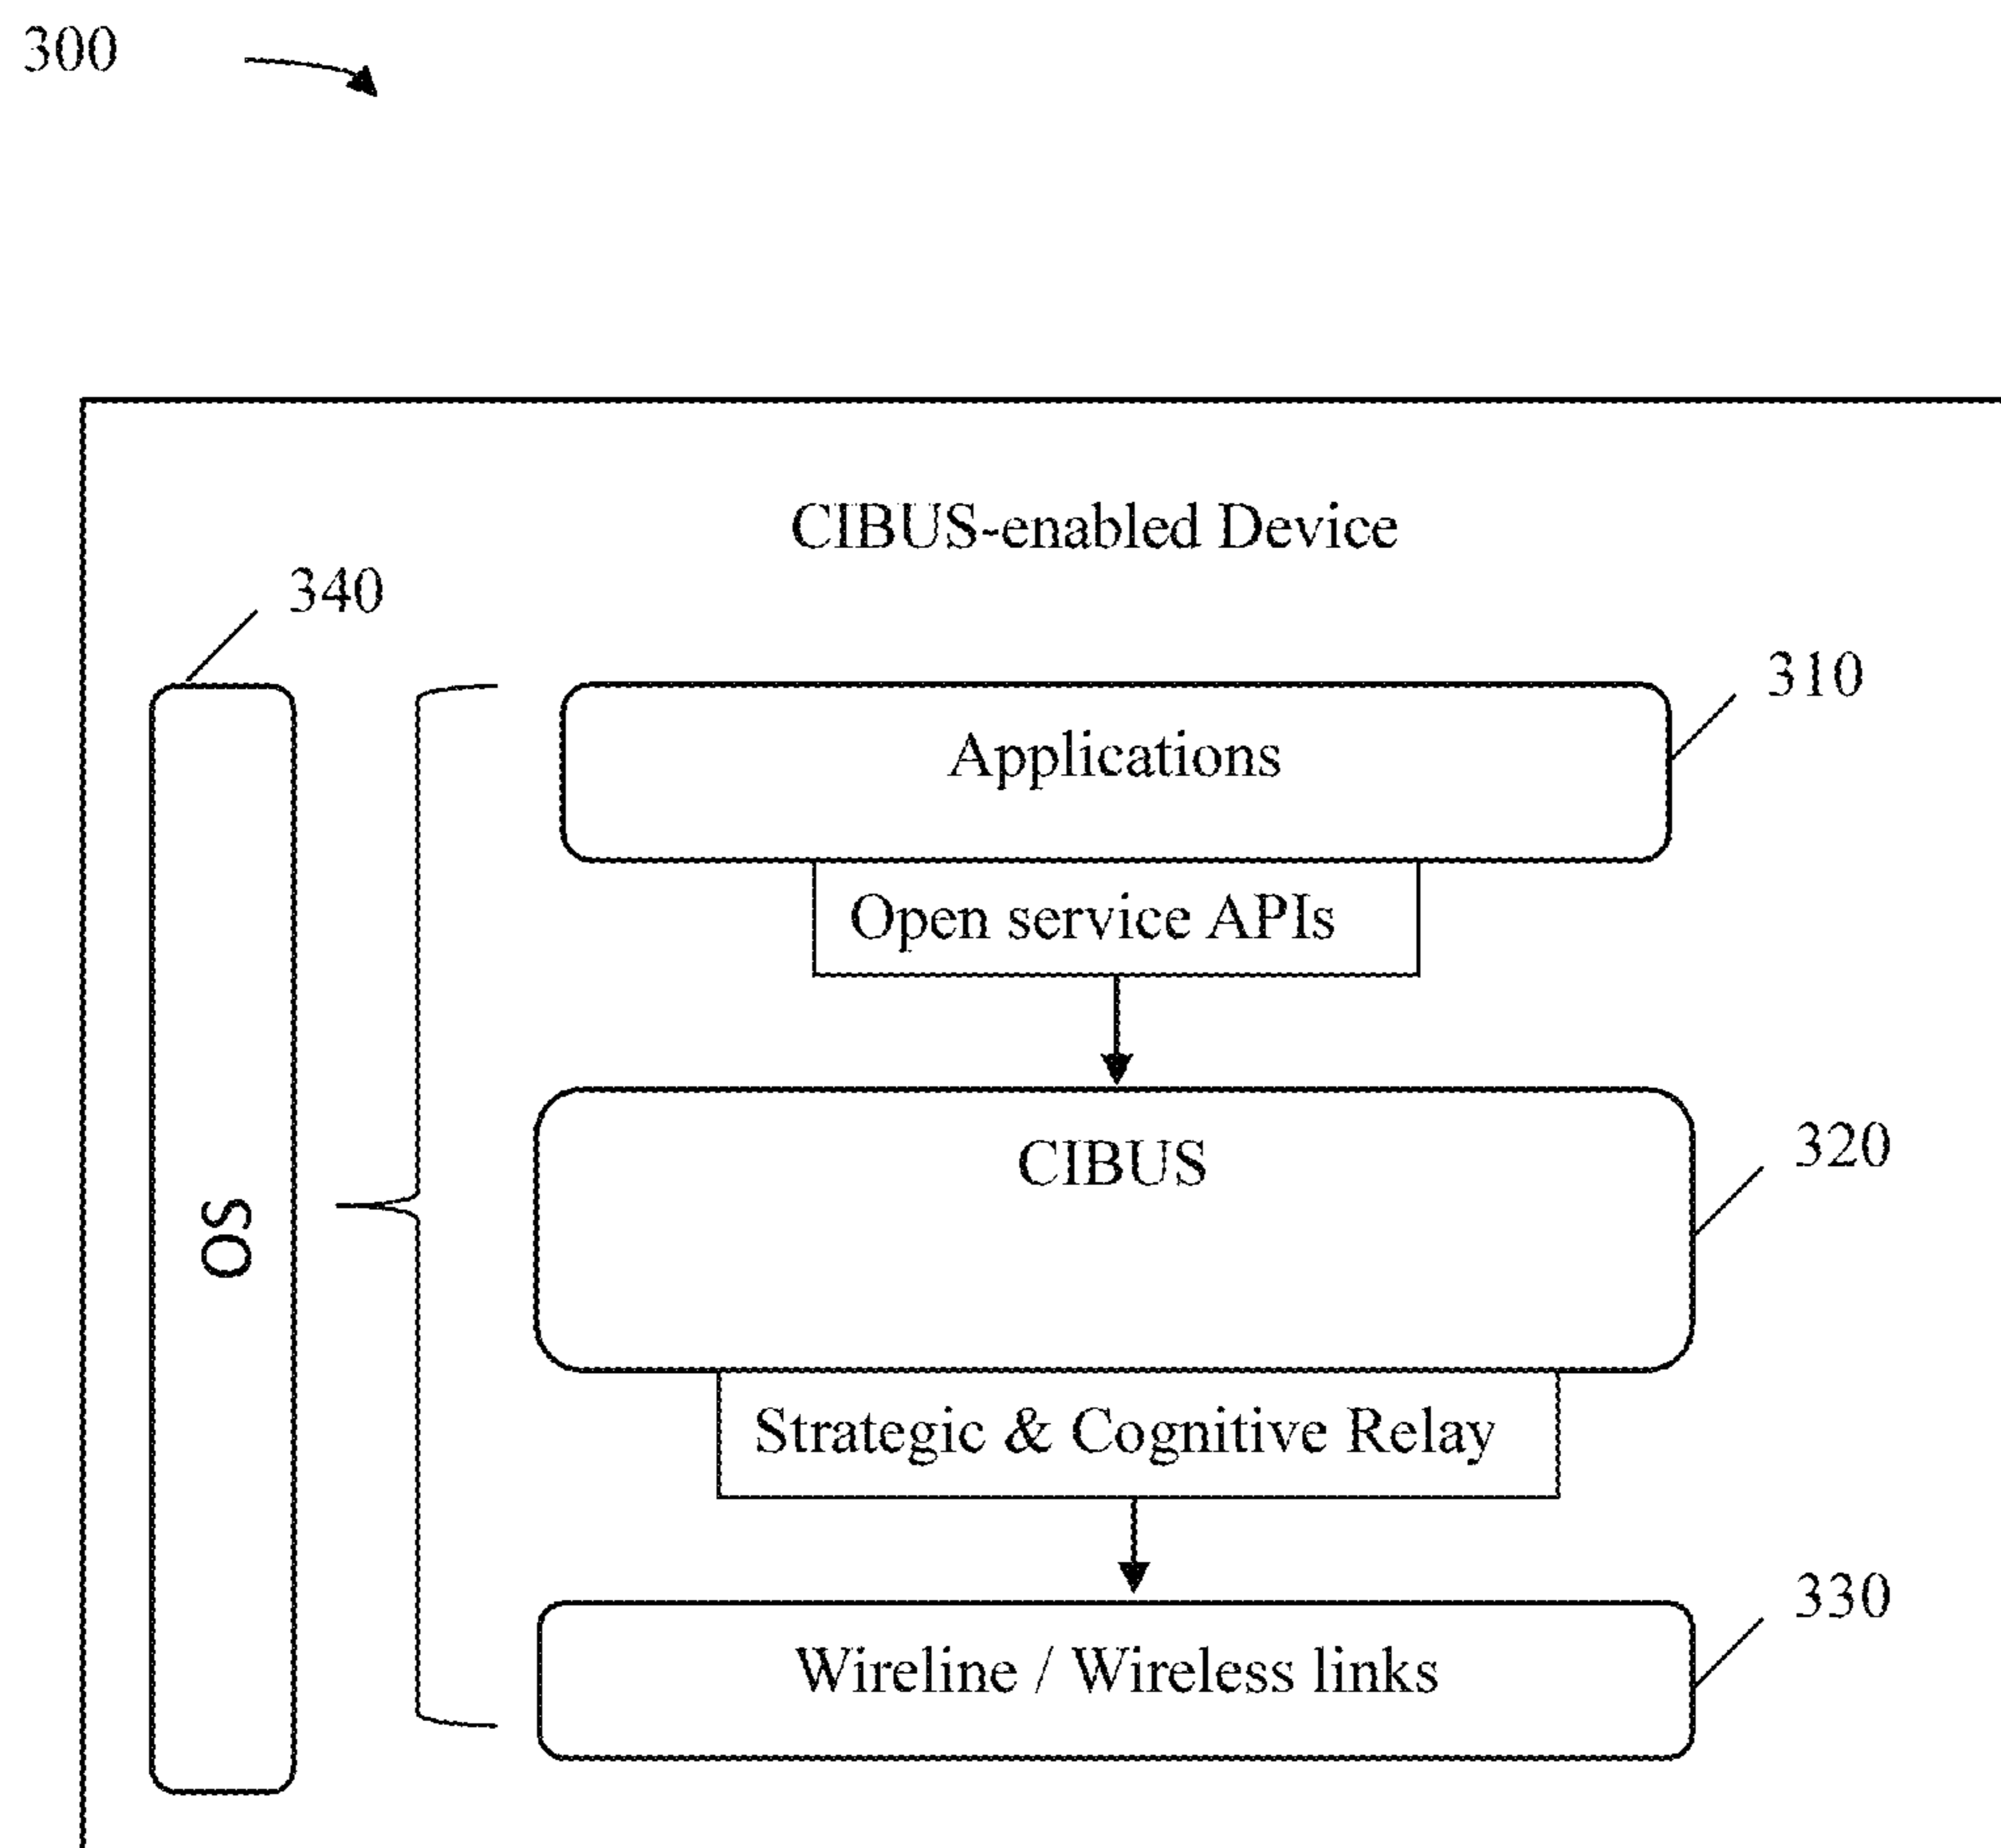 300
CIBUS-enabled Device
340
310
Applications
Open service APIs
320
CIBUS
OS
Strategic & Cognitive Relay
330
Wireline / Wireless links